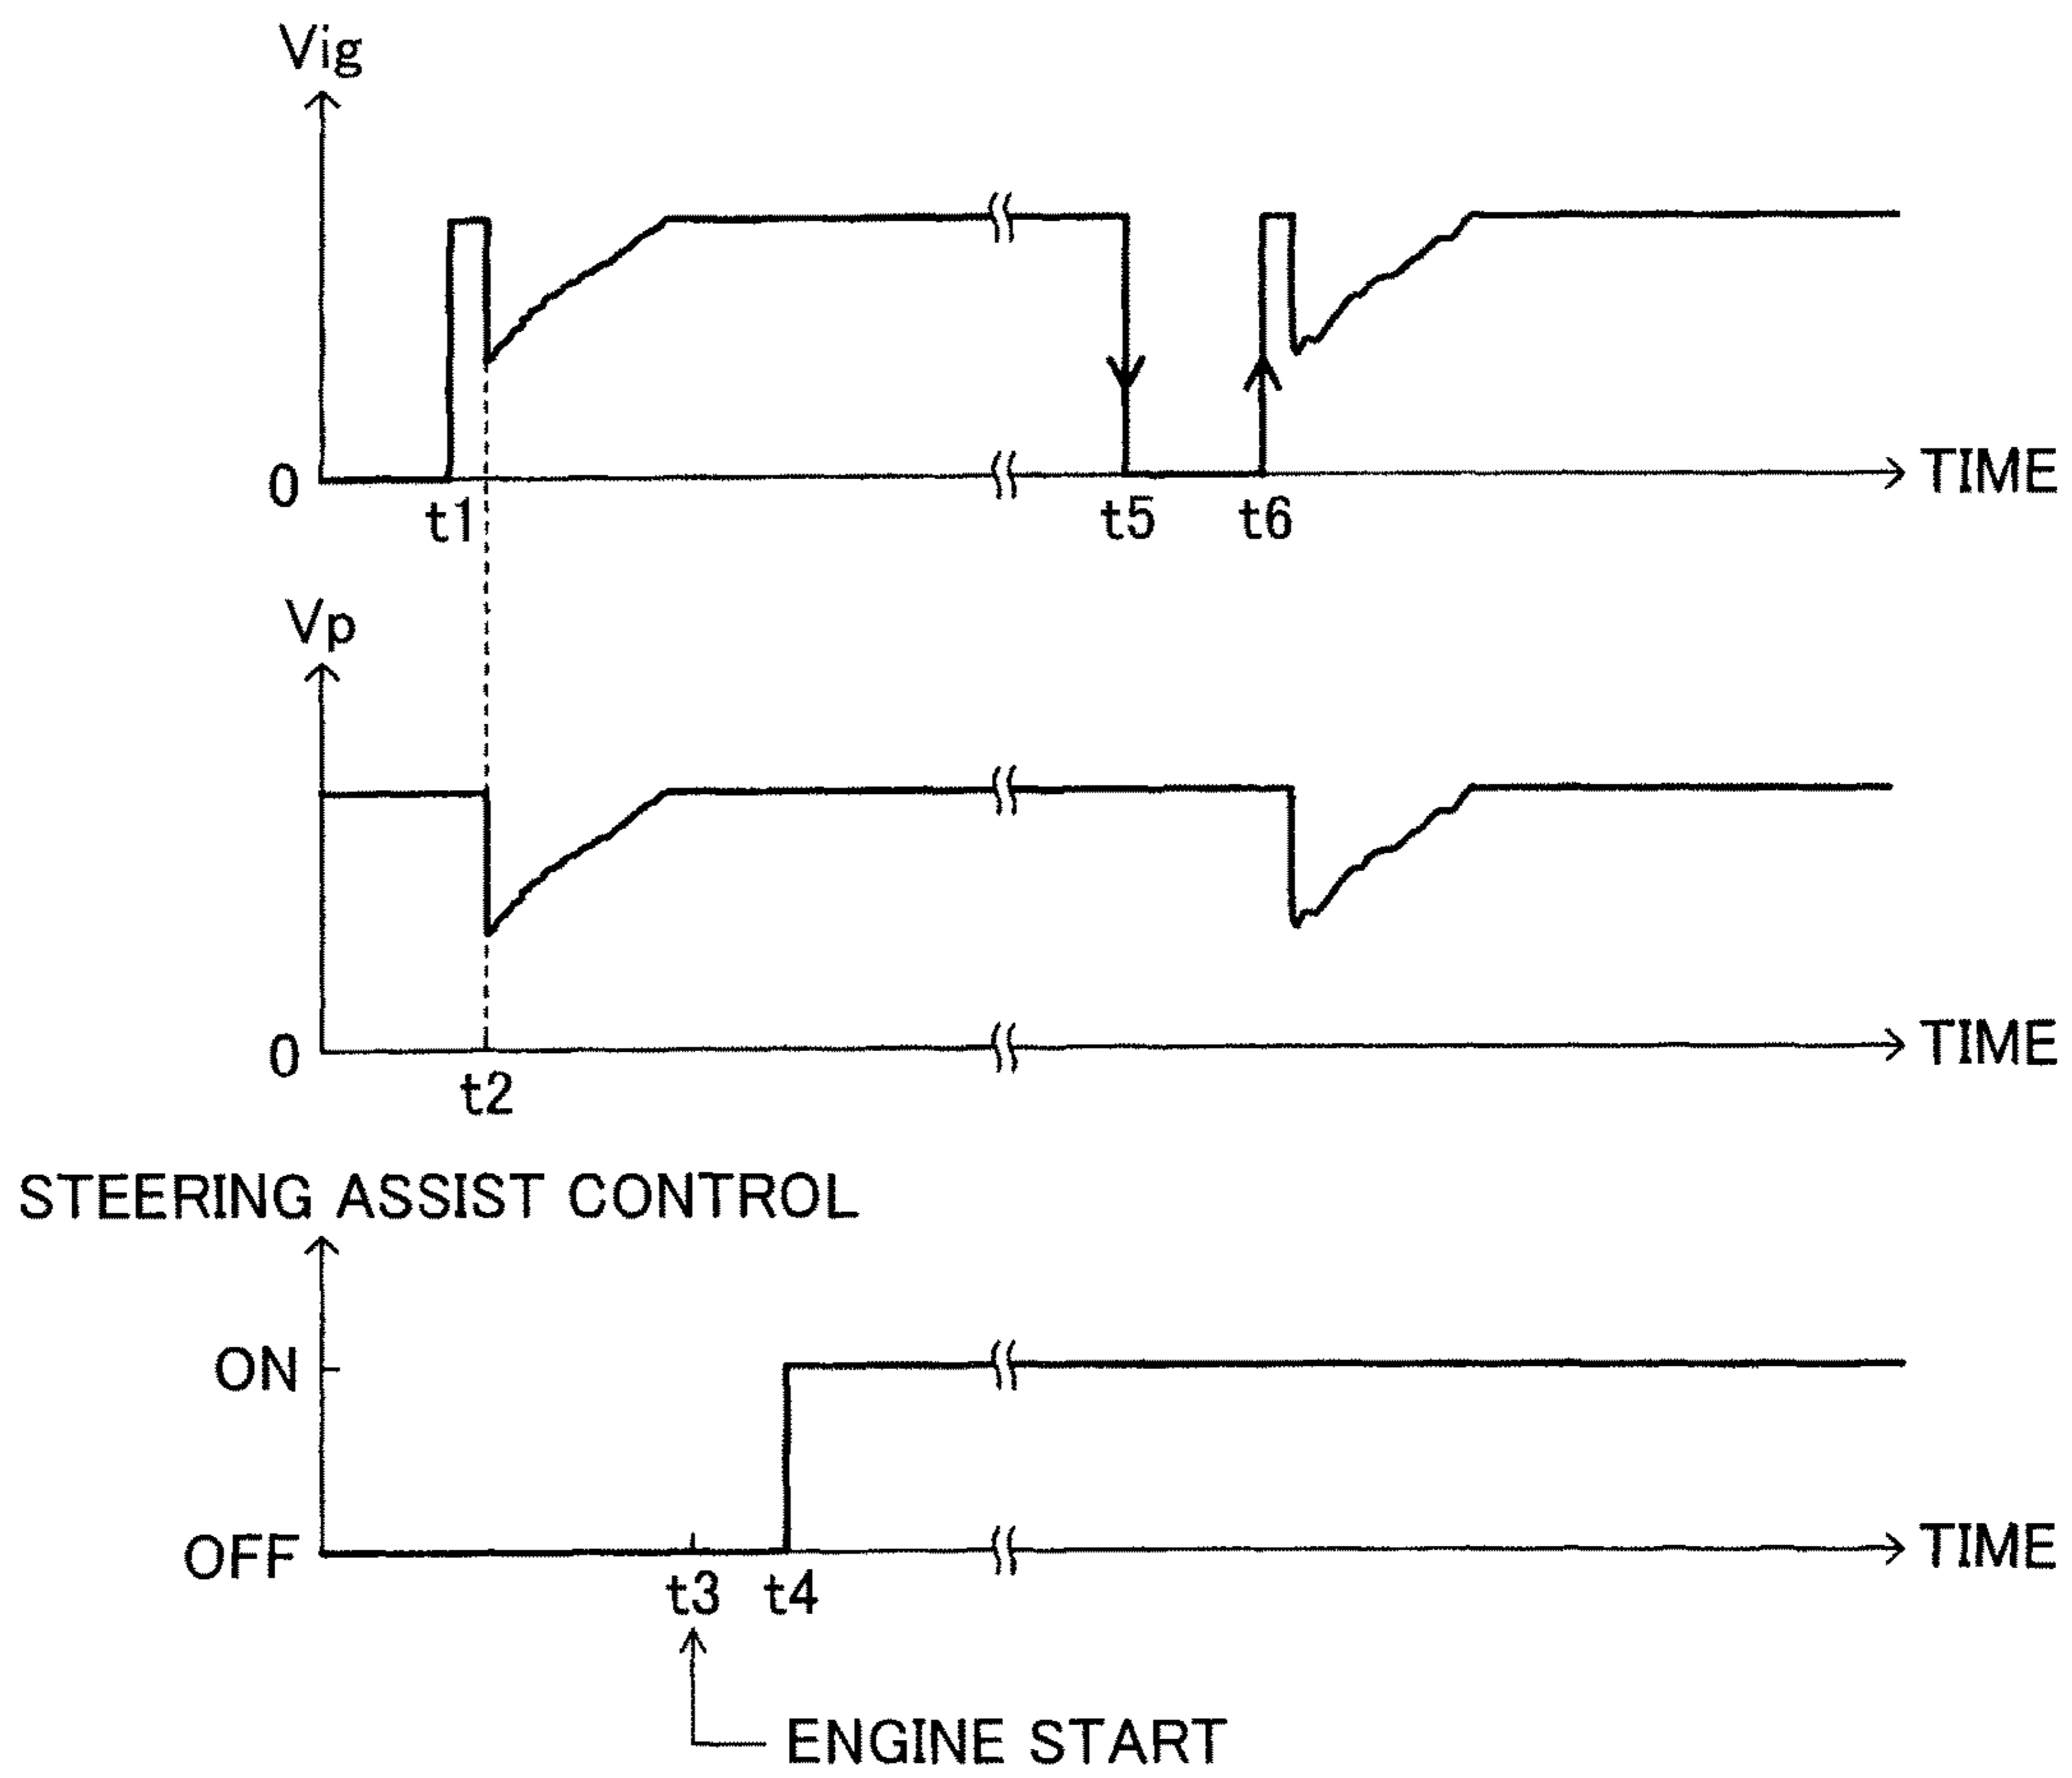 Vig
0
t1
t5
t6
TIME
Vp
0
t2
TIME
STEERING ASSIST CONTROL
ON
OFF
t3
t4
TIME
ENGINE START